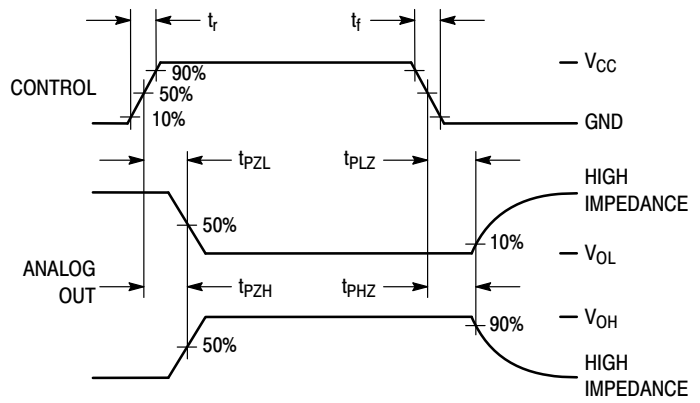 tr
tf
90%
50%
10%
CONTROL
VCC
GND
tPZL
tPLZ
HIGH
IMPEDANCE
50%
10%
VOL
ANALOG
OUT
tPZH
tPHZ
VOH
50%
90%
HIGH
IMPEDANCE